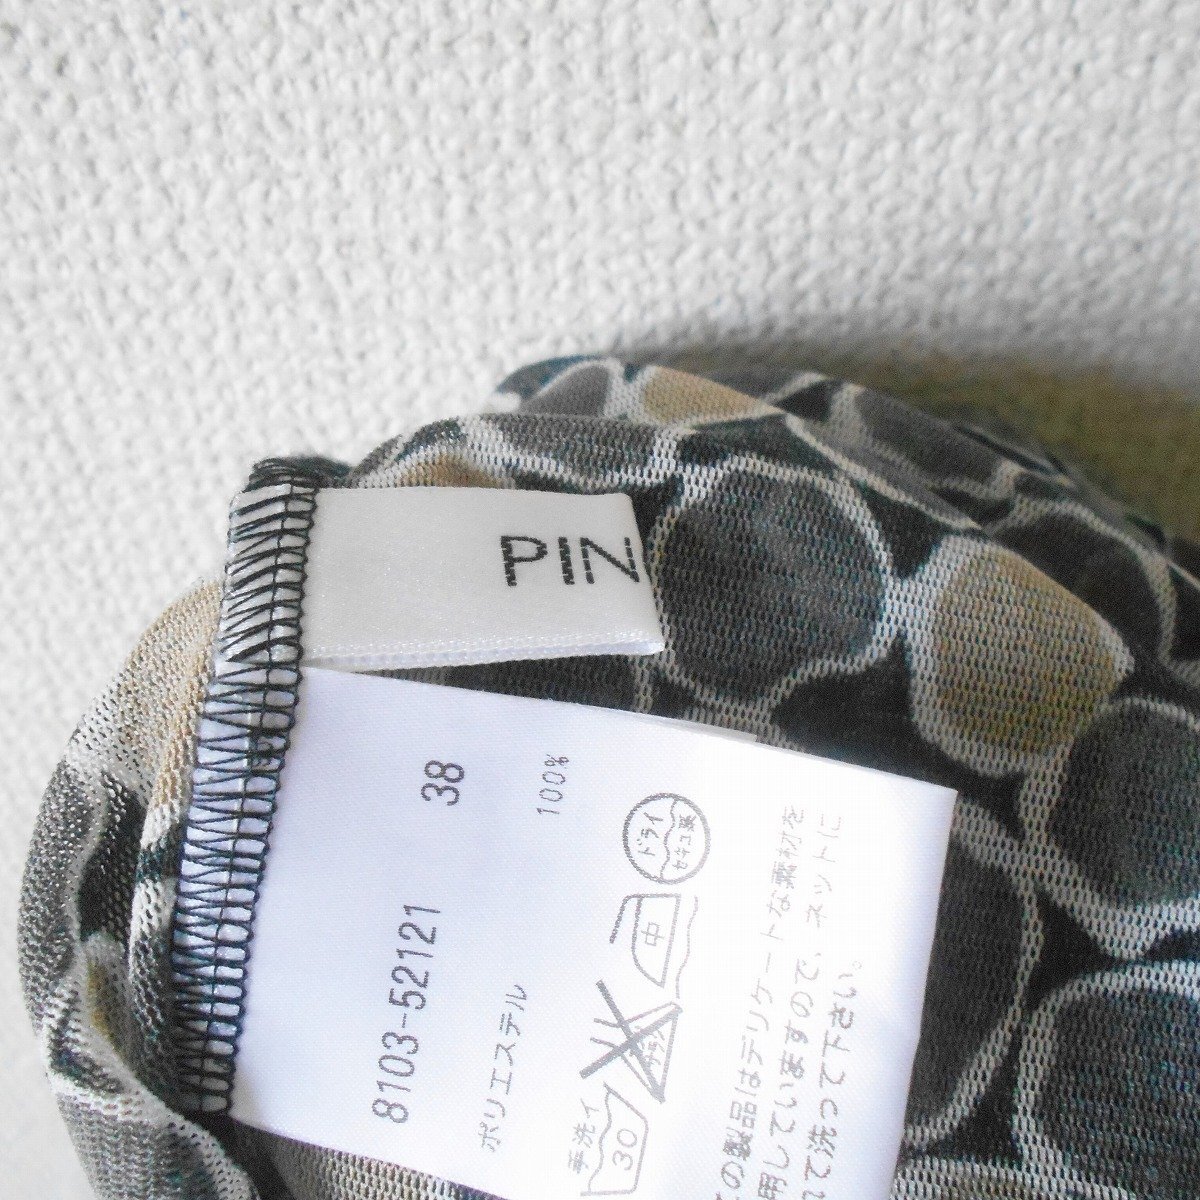 PIN
8103-52121
38
ポリエステル
100%
手洗イ
30
中
ドライ
セキユ系
の製品はデリケートな素材を
用していますので、ネットに
て洗って下さい。